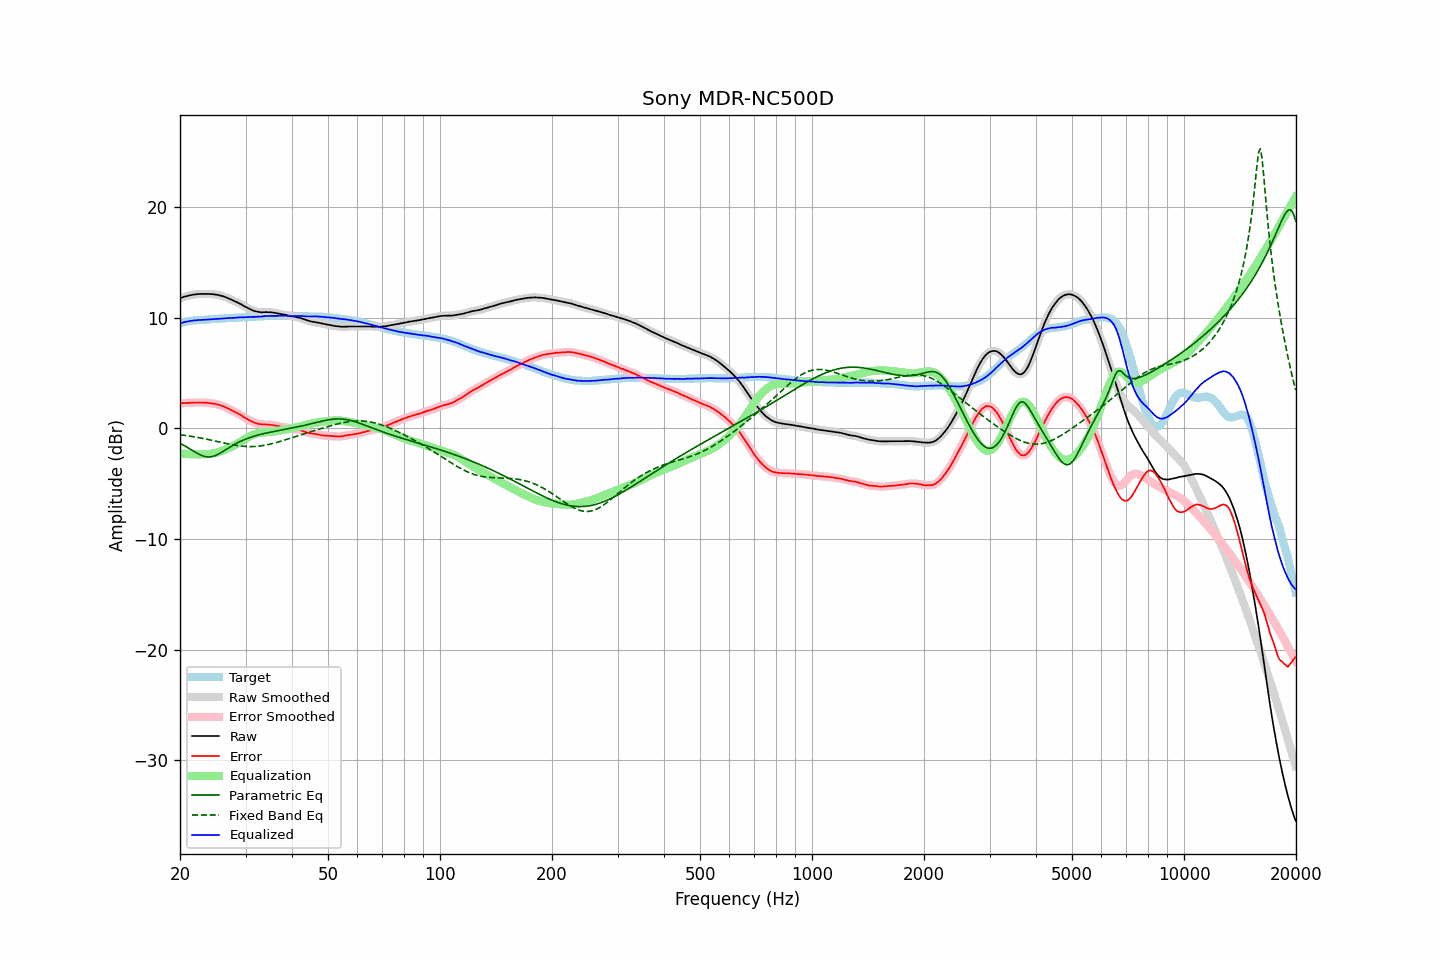 Sony MDR-NC500D
Amplitude (dBr)
20
10
0
−10
−20
−30
Target
Raw Smoothed
Error Smoothed
Raw
Error
Equalization
Parametric Eq
Fixed Band Eq
Equalized
20 50 100 200 500 1000 2000 5000 10000 20000
Frequency (Hz)